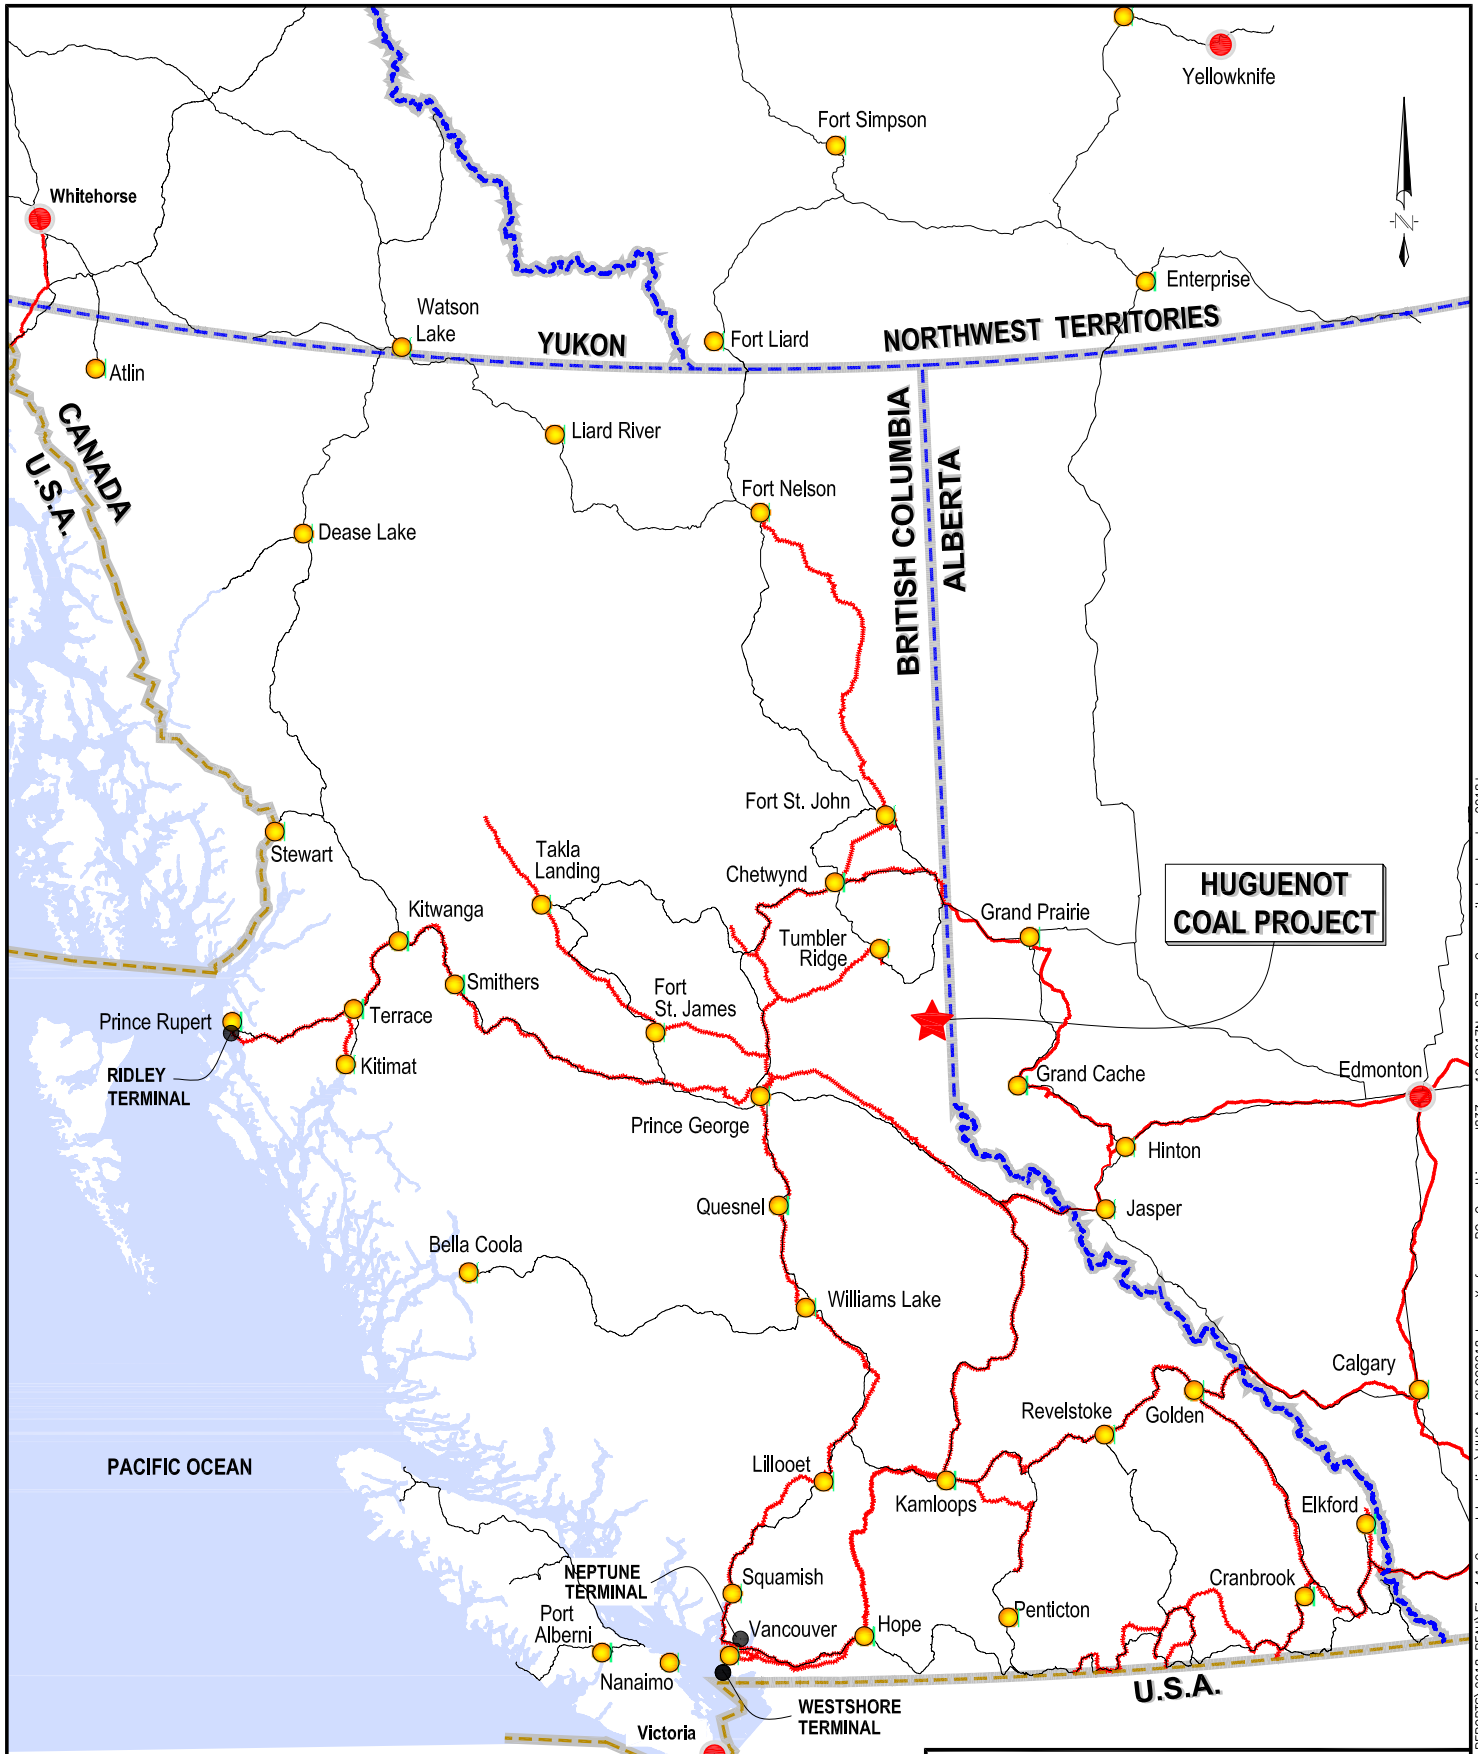 Yellowknife
Fort Simpson
Whitehorse
N
Enterprise
Watson
Lake
YUKON
Fort Liard
NORTHWEST TERRITORIES
Atlin
CANADA
U.S.A.
Liard River
BRITISH COLUMBIA
ALBERTA
Fort Nelson
Dease Lake
Fort St. John
Stewart
Takla
Landing
Chetwynd
HUGUENOT
COAL PROJECT
Kitwanga
Grand Prairie
Tumbler
Ridge
Smithers
Fort
St. James
Prince Rupert
Terrace
Kitimat
RIDLEY
TERMINAL
Grand Cache
Edmonton
Prince George
Hinton
Quesnel
Jasper
Bella Coola
Williams Lake
Calgary
Revelstoke
Golden
PACIFIC OCEAN
Lillooet
Kamloops
Elkford
NEPTUNE
TERMINAL
Squamish
Cranbrook
Port
Alberni
Vancouver
Hope
Penticton
Nanaimo
U.S.A.
WESTSHORE
TERMINAL
Victoria